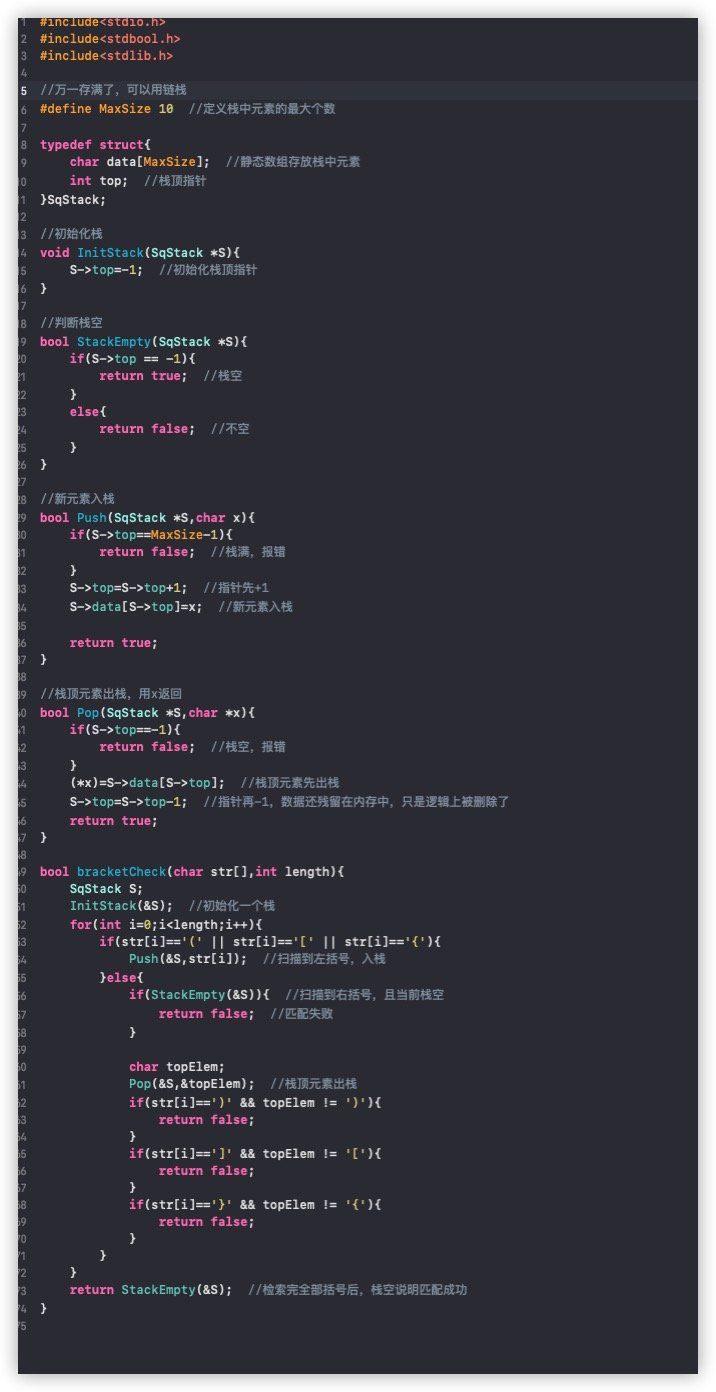 1 #include<stdio.h>
2 #include<stdbool.h>
3 #include<stdlib.h>
4
5 //万一存满了，可以用链栈
6 #define MaxSize 10  //定义栈中元素的最大个数
7
8 typedef struct{
9     char data[MaxSize];  //静态数组存放栈中元素
10     int top;  //栈顶指针
11 }SqStack;
12
13 //初始化栈
14 void InitStack(SqStack *S){
15     S->top=-1;  //初始化栈顶指针
16 }
17
18 //判断栈空
19 bool StackEmpty(SqStack *S){
20     if(S->top == -1){
21         return true;  //栈空
22     }
23     else{
24         return false;  //不空
25     }
26 }
27
28 //新元素入栈
29 bool Push(SqStack *S,char x){
30     if(S->top==MaxSize-1){
31         return false;  //栈满，报错
32     }
33     S->top=S->top+1;  //指针先+1
34     S->data[S->top]=x;  //新元素入栈
35
36     return true;
37 }
38
39 //栈顶元素出栈，用x返回
40 bool Pop(SqStack *S,char *x){
41     if(S->top==-1){
42         return false;  //栈空，报错
43     }
44     (*x)=S->data[S->top];  //栈顶元素先出栈
45     S->top=S->top-1;  //指针再-1，数据还残留在内存中，只是逻辑上被删除了
46     return true;
47 }
48
49 bool bracketCheck(char str[],int length){
50     SqStack S;
51     InitStack(&S);  //初始化一个栈
52     for(int i=0;i<length;i++){
53         if(str[i]=='(' || str[i]=='[' || str[i]=='{'){
54             Push(&S,str[i]);  //扫描到左括号，入栈
55         }else{
56             if(StackEmpty(&S)){  //扫描到右括号，且当前栈空
57                 return false;  //匹配失败
58             }
59
60             char topElem;
61             Pop(&S,&topElem);  //栈顶元素出栈
62             if(str[i]==')' && topElem != ')'){
63                 return false;
64             }
65             if(str[i]==']' && topElem != '['){
66                 return false;
67             }
68             if(str[i]=='}' && topElem != '{'){
69                 return false;
70             }
71         }
72     }
73     return StackEmpty(&S);  //检索完全部括号后，栈空说明匹配成功
74 }
75